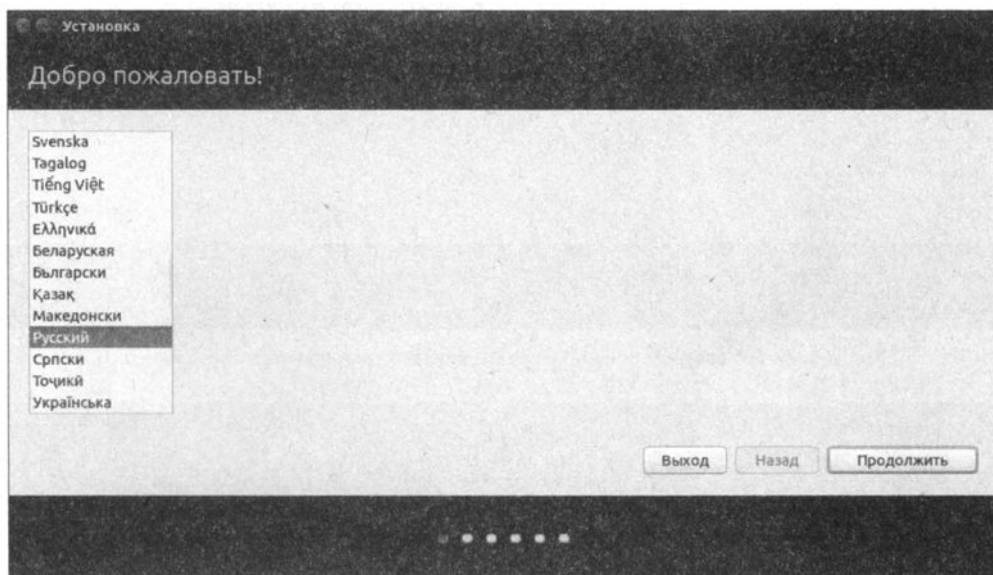 Установка
Добро пожаловать!
Svenska
Tagalog
Tiếng Việt
Türkçe
Ελληνικά
Беларуская
Български
Қазақ
Македонски
Русский
Српски
Тоҷикӣ
Українська
Выход
Назад
Продолжить